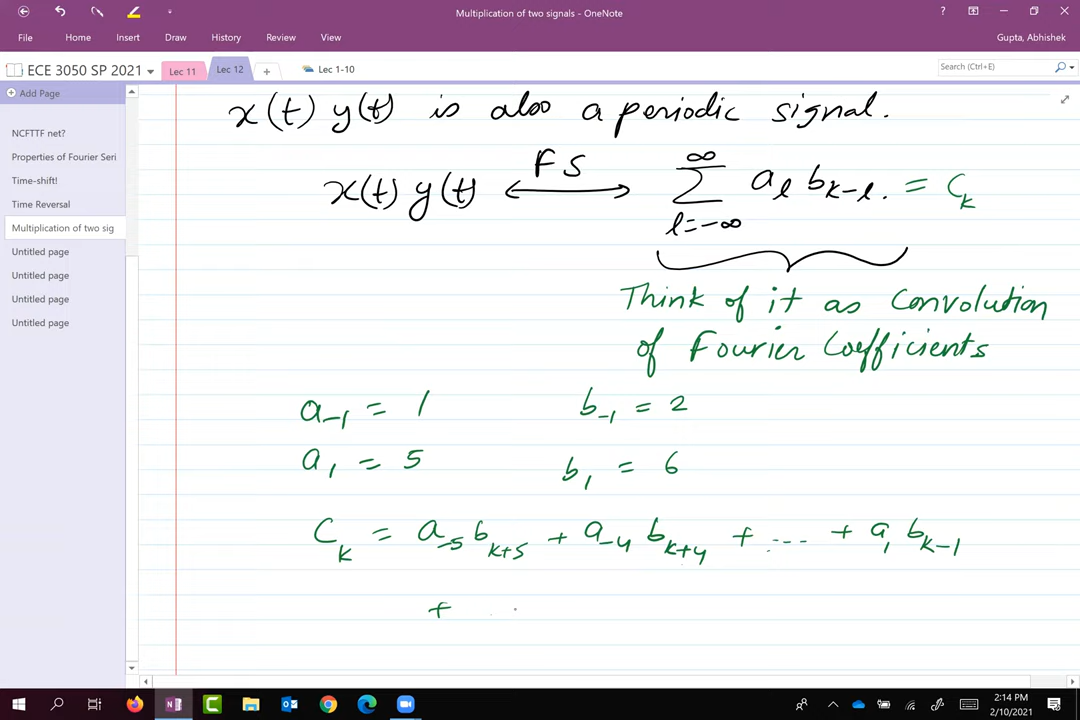 Multiplication of two signals - OneNote
File Home Insert Draw History Review View Gupta, Abhishek
ECE 3050 SP 2021 Lec 11 Lec 12 + Lec 1-10 Search (Ctrl+E)
Add Page
NCFTTF net?
Properties of Fourier Seri
Time-shift!
Time Reversal
Multiplication of two sig
Untitled page
Untitled page
Untitled page
Untitled page
x(t) y(t) is also a periodic signal.
x(t) y(t) ⟷^{FS} ∑_{l=-∞}^{∞} a_l b_{k-l}. = C_k
Think of it as Convolution
of Fourier Coefficients
a_{-1} = 1 b_{-1} = 2
a_1 = 5 b_1 = 6
C_k = a_{-5} b_{k+5} + a_{-4} b_{k+4} + ... + a_1 b_{k-1}
+ ..
2:14 PM
2/10/2021